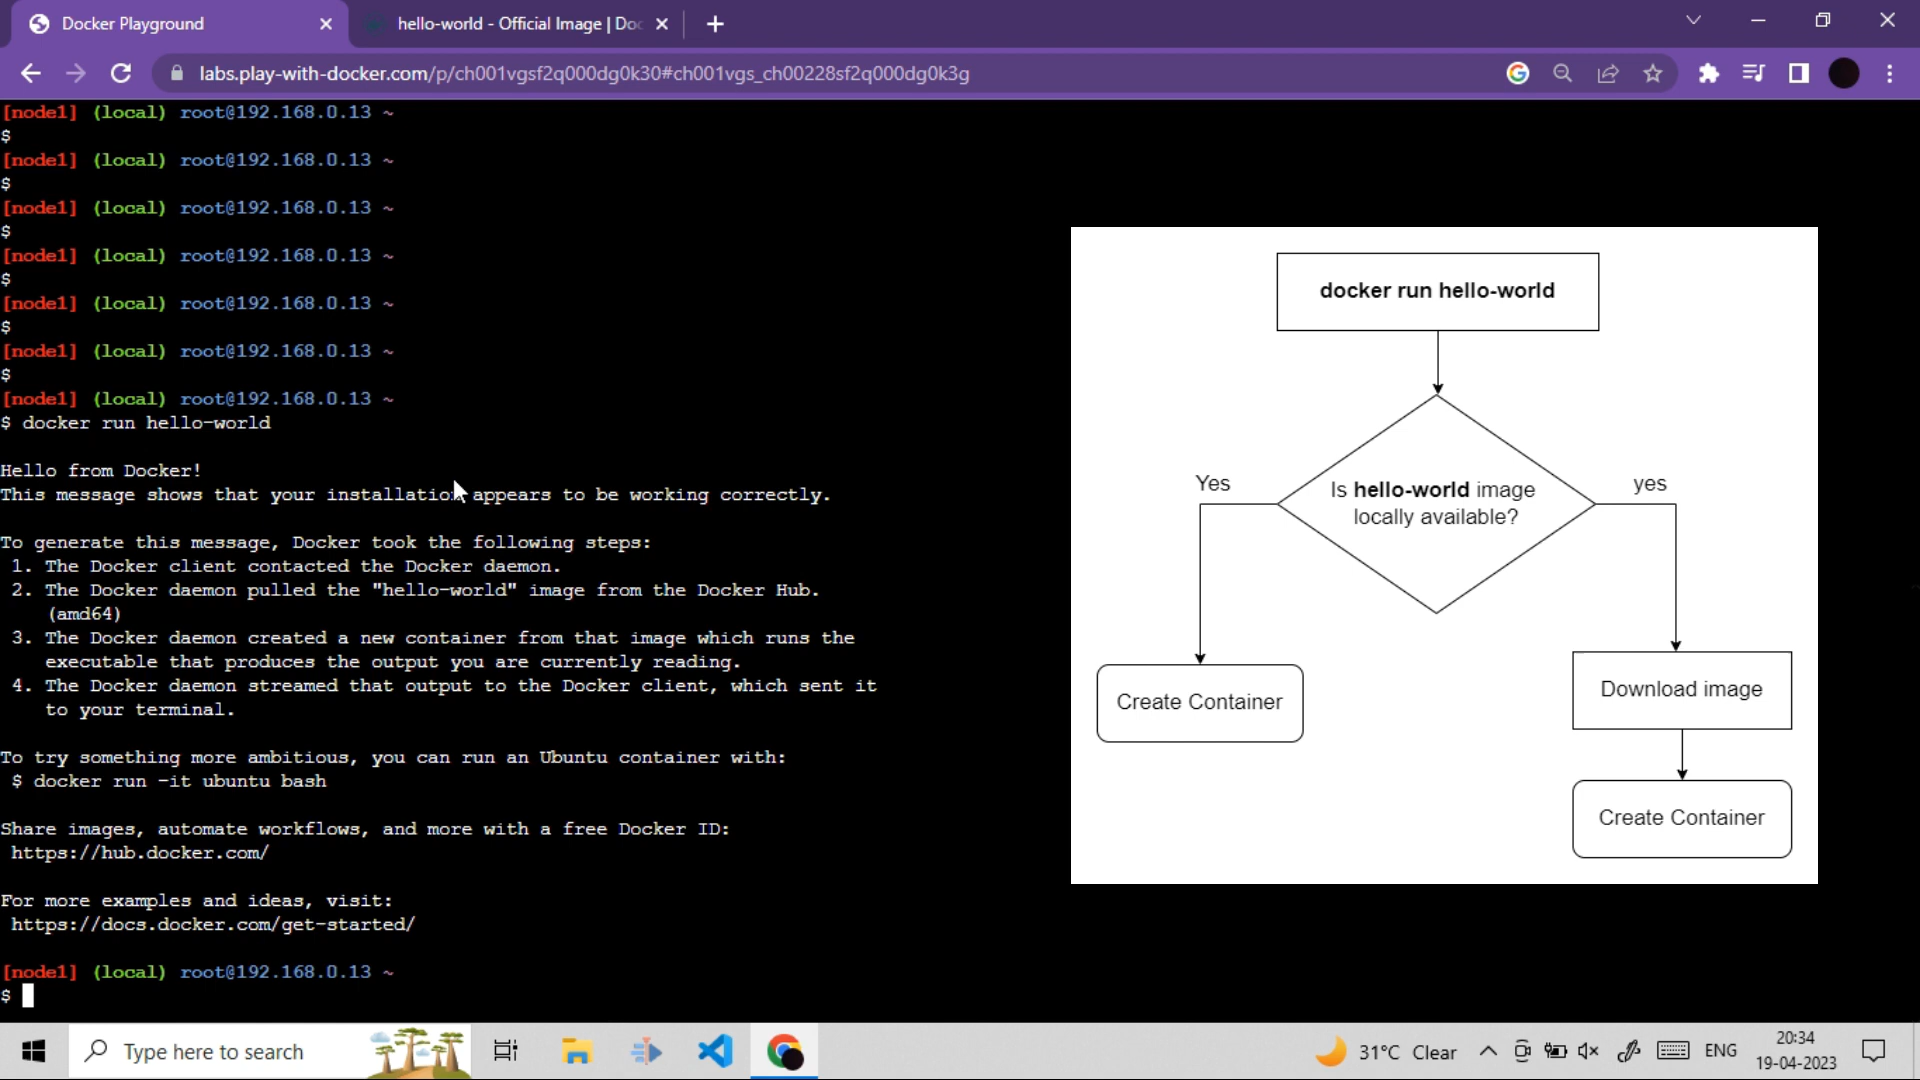 Docker Playground
hello-world - Official Image | Doc
labs.play-with-docker.com/p/ch001vgsf2q000dg0k30#ch001vgs_ch00228sf2q000dg0k3g
[node1] (local) root@192.168.0.13 ~
$
[node1] (local) root@192.168.0.13 ~
$
[node1] (local) root@192.168.0.13 ~
$
[node1] (local) root@192.168.0.13 ~
$
[node1] (local) root@192.168.0.13 ~
$
[node1] (local) root@192.168.0.13 ~
$
[node1] (local) root@192.168.0.13 ~
$ docker run hello-world
Hello from Docker!
This message shows that your installation appears to be working correctly.
To generate this message, Docker took the following steps:
1. The Docker client contacted the Docker daemon.
2. The Docker daemon pulled the "hello-world" image from the Docker Hub.
(amd64)
3. The Docker daemon created a new container from that image which runs the
executable that produces the output you are currently reading.
4. The Docker daemon streamed that output to the Docker client, which sent it
to your terminal.
To try something more ambitious, you can run an Ubuntu container with:
$ docker run -it ubuntu bash
Share images, automate workflows, and more with a free Docker ID:
https://hub.docker.com/
For more examples and ideas, visit:
https://docs.docker.com/get-started/
[node1] (local) root@192.168.0.13 ~
$
docker run hello-world
Is hello-world image
locally available?
Yes
yes
Create Container
Download image
Create Container
Type here to search
31°C Clear
ENG
20:34
19-04-2023